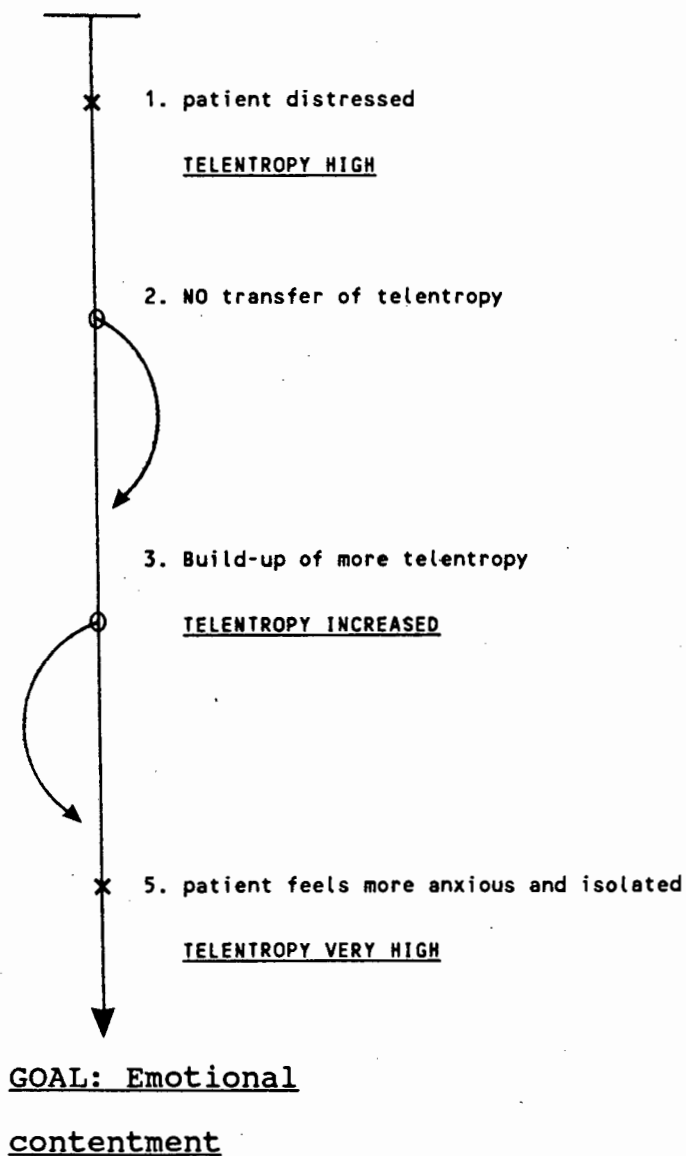 1. patient distressed
TELENTROPY HIGH
2. NO transfer of telentropy
3. Build-up of more telentropy
TELENTROPY INCREASED
5. patient feels more anxious and isolated
TELENTROPY VERY HIGH
GOAL: Emotional
contentment